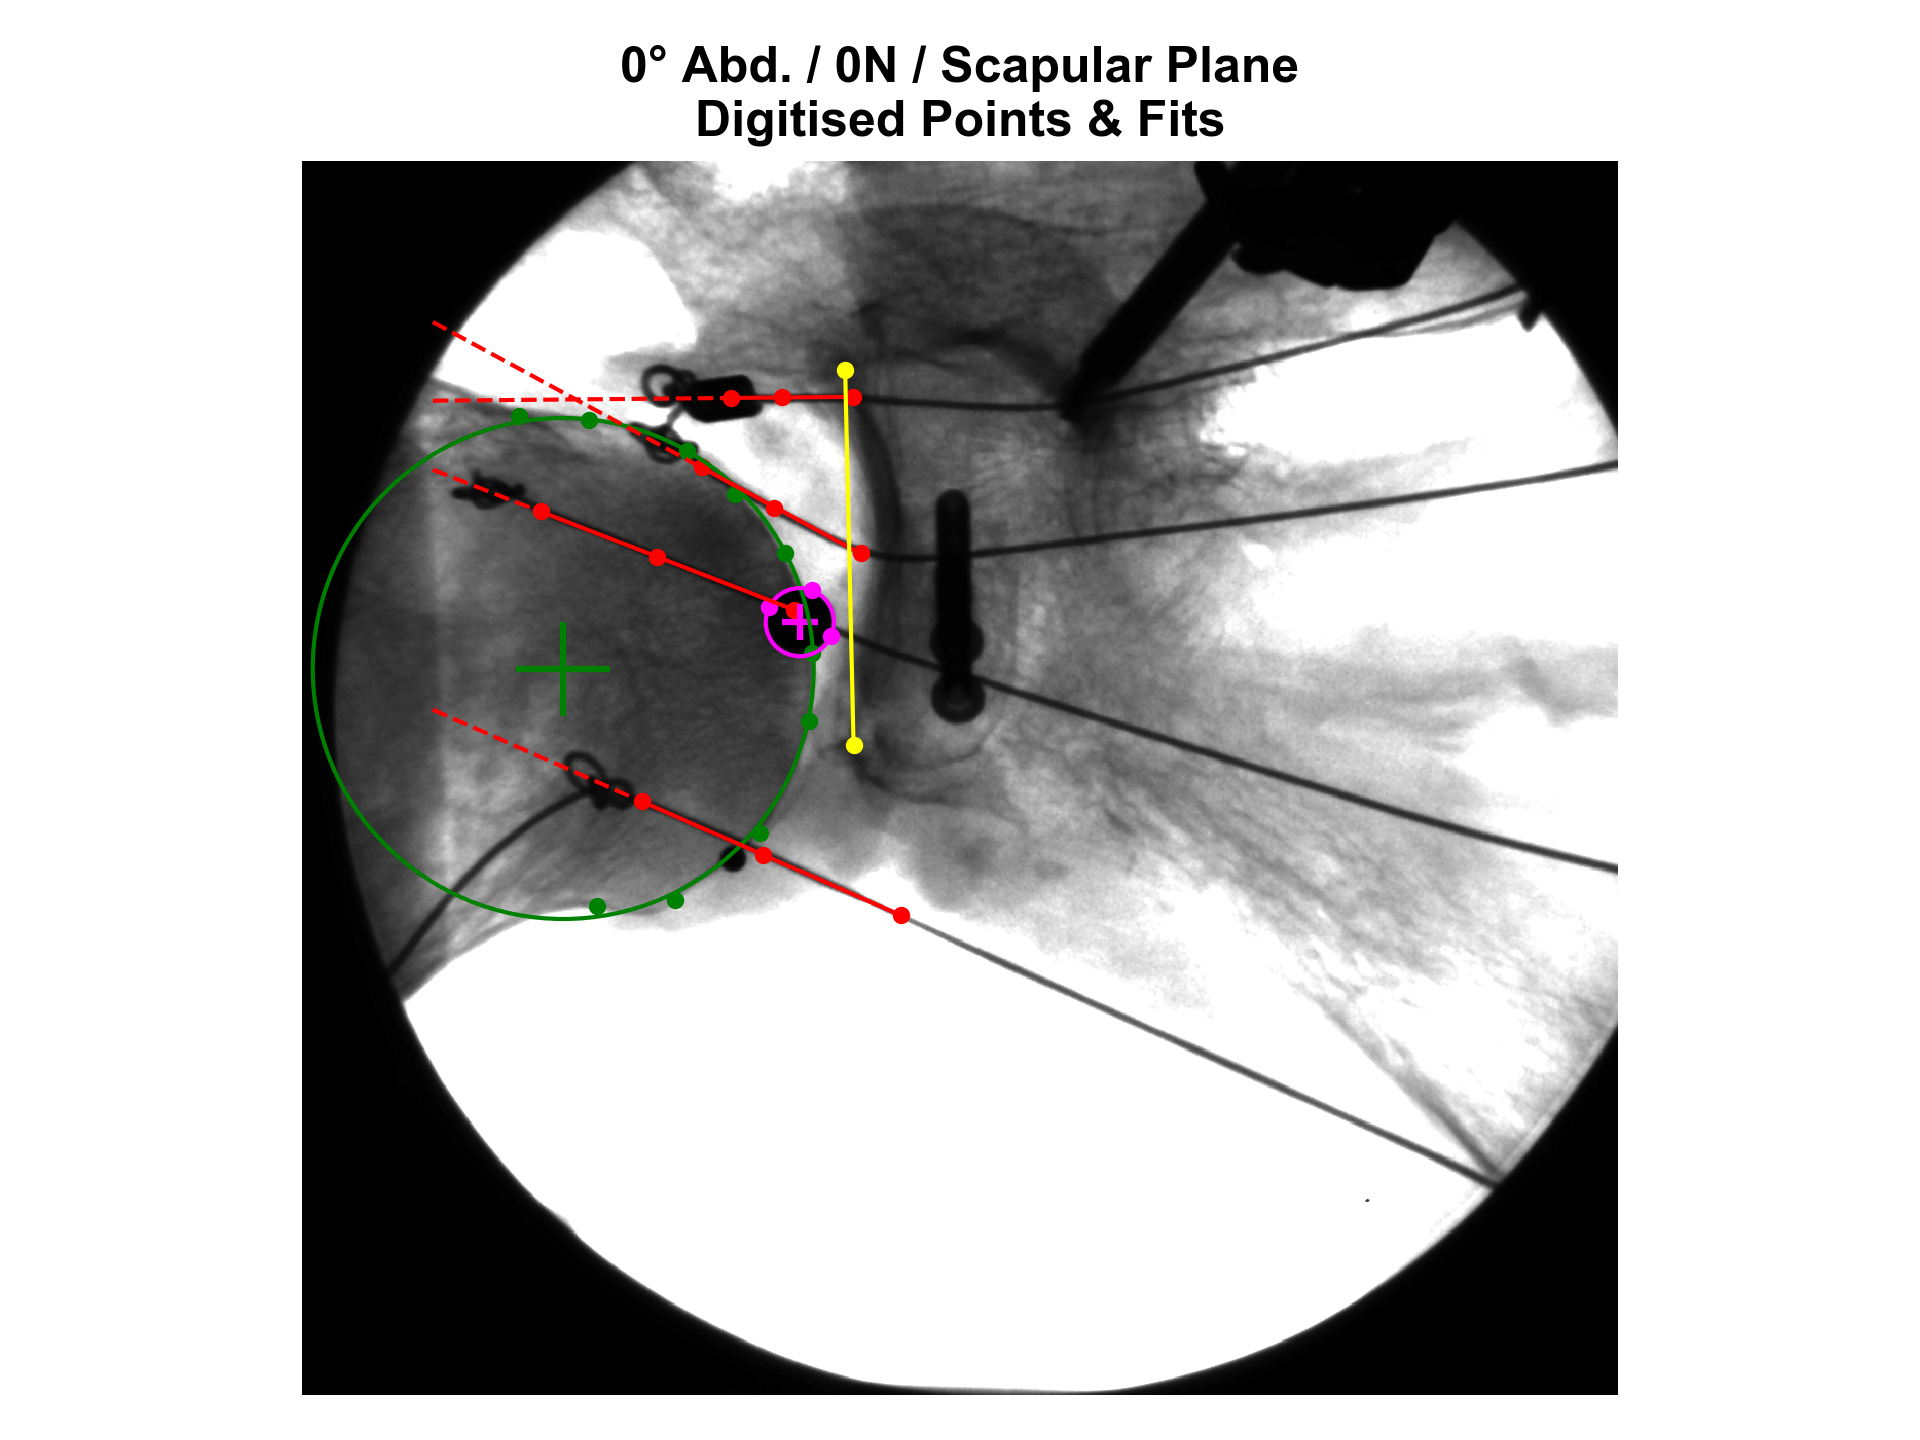 0° Abd. / 0N / Scapular Plane
Digitised Points & Fits